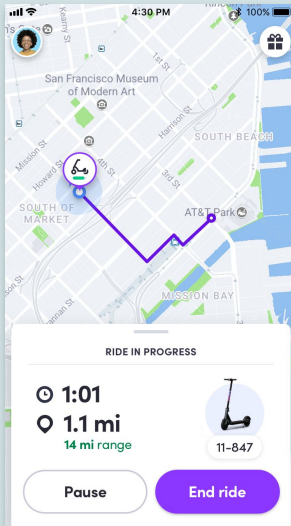 4:30 PM
100%
Kearny St
San Francisco Museum
of Modern Art
1st St
Harrison St
SOUTH BEACH
Mission St
Howard St
4th St
3rd St
SOUTH OF
MARKET
AT&T Park
MISSION BAY
RIDE IN PROGRESS
1:01
1.1 mi
14 mi range
11-847
Pause
End ride